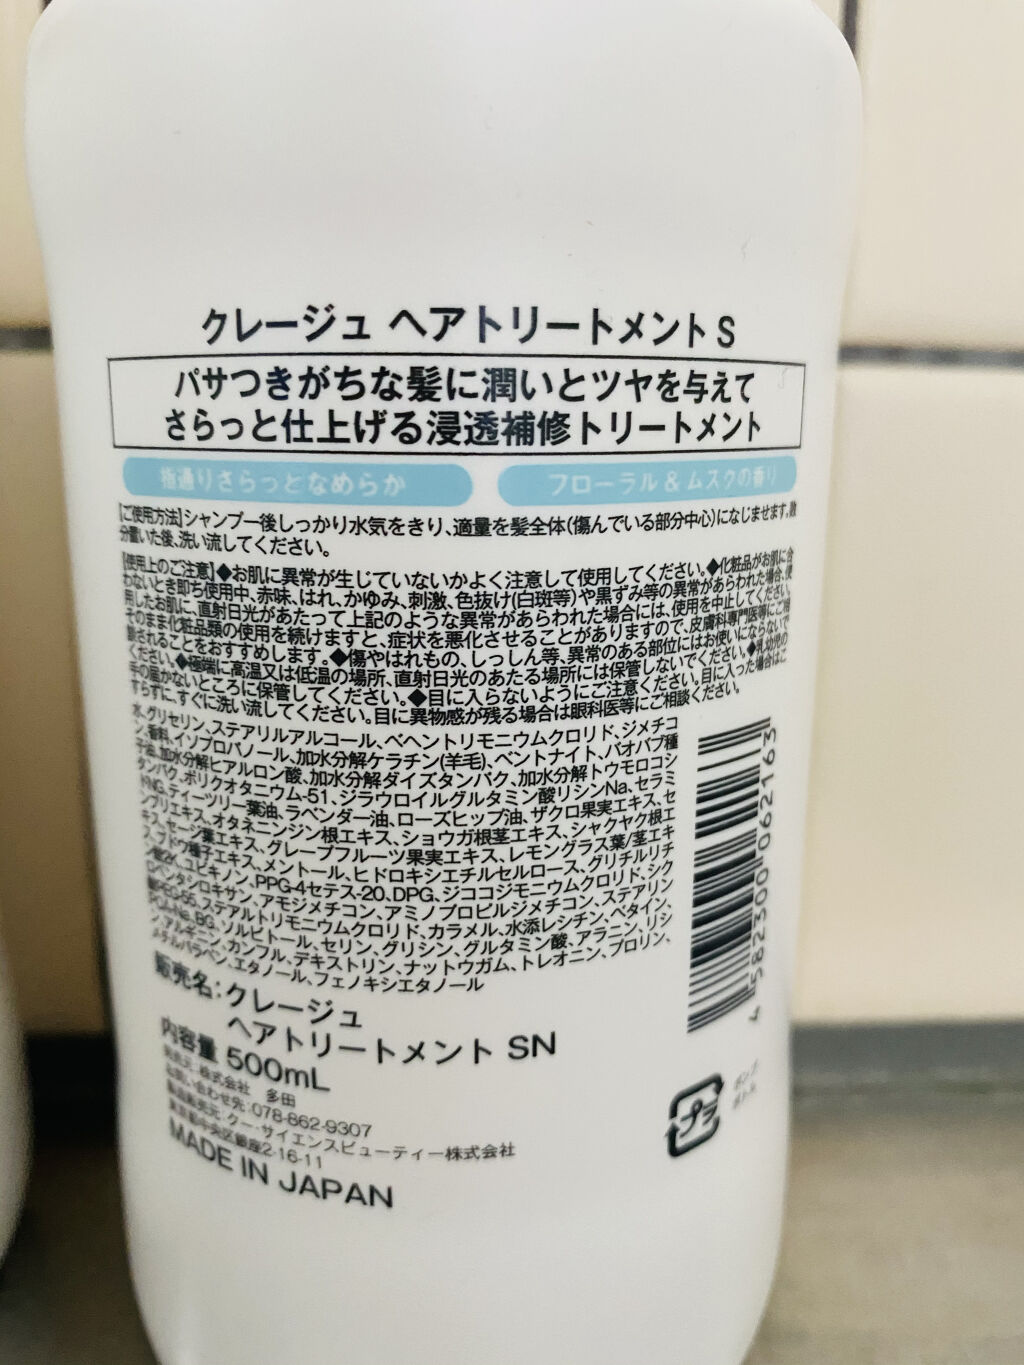 クレージュ ヘアトリートメント S
パサつきがちな髪に潤いとツヤを与えて
さらっと仕上げる浸透補修トリートメント
指通りさらっとなめらか
フローラル & ムスクの香り
【ご使用方法】シャンプー後しっかり水気をきり、適量を髪全体(傷んでいる部分中心)になじませます。数
分置いた後、洗い流してください。
【使用上のご注意】◆お肌に異常が生じていないかよく注意して使用してください。◆化粧品がお肌に合
わないとき即ち使用中、赤味、はれ、かゆみ、刺激、色抜け(白斑等)や黒ずみ等の異常があらわれた場合、使
用したお肌に、直射日光があたって上記のような異常があらわれた場合には、使用を中止してください。
そのまま化粧品類の使用を続けますと、症状を悪化させることがありますので、皮膚科専門医等にご相
談されることをおすすめします。◆傷やはれもの、しっしん等、異常のある部位にはお使いにならないで
ください。◆極端に高温又は低温の場所、直射日光のあたる場所には保管しないでください。◆乳幼児の
手の届かないところに保管してください。◆目に入らないようにご注意ください。目に入った場合はこ
すらずに、すぐに洗い流してください。目に異物感が残る場合は眼科医等にご相談ください。
水、グリセリン、ステアリルアルコール、ベヘントリモニウムクロリド、ジメチコ
ン、香料、イソプロパノール、加水分解ケラチン(羊毛)、ベントナイト、バオバブ種
子油、加水分解ヒアルロン酸、加水分解ダイズタンパク、加水分解トウモロコシ
タンパク、ポリクオタニウム-51、ジラウロイルグルタミン酸リシンNa、セラミ
ドNG、ティーツリー葉油、ラベンダー油、ローズヒップ油、ザクロ果実エキス、セ
ンブリエキス、オタネニンジン根エキス、ショウガ根茎エキス、シャクヤク根エ
キス、セージ葉エキス、グレープフルーツ果実エキス、レモングラス葉/茎エキ
ス、ブドウ種子エキス、メントール、ヒドロキシエチルセルロース、グリチルリチ
ン酸2K、ユビキノン、PPG-4セテス-20、DPG、ジココジモニウムクロリド、シク
ロペンタシロキサン、アモジメチコン、アミノプロピルジメチコン、ステアリン
酸PEG-55、ステアルトリモニウムクロリド、カラメル、水添レシチン、ベタイン、
PCA-Na、BG、ソルビトール、セリン、グリシン、グルタミン酸、アラニン、リシ
ン、アルギニン、カンフル、デキストリン、ナットウガム、トレオニン、プロリン、
メチルパラベン、エタノール、フェノキシエタノール
販売名:クレージュ
ヘアトリートメント SN
内容量 500mL
発売元:株式会社 多田
お問い合わせ先:078-862-9307
製造販売元:クー・サイエンスビューティー株式会社
東京都中央区銀座2-16-11
MADE IN JAPAN
4 582300 062163
プラ
ポンプ、
ボトル